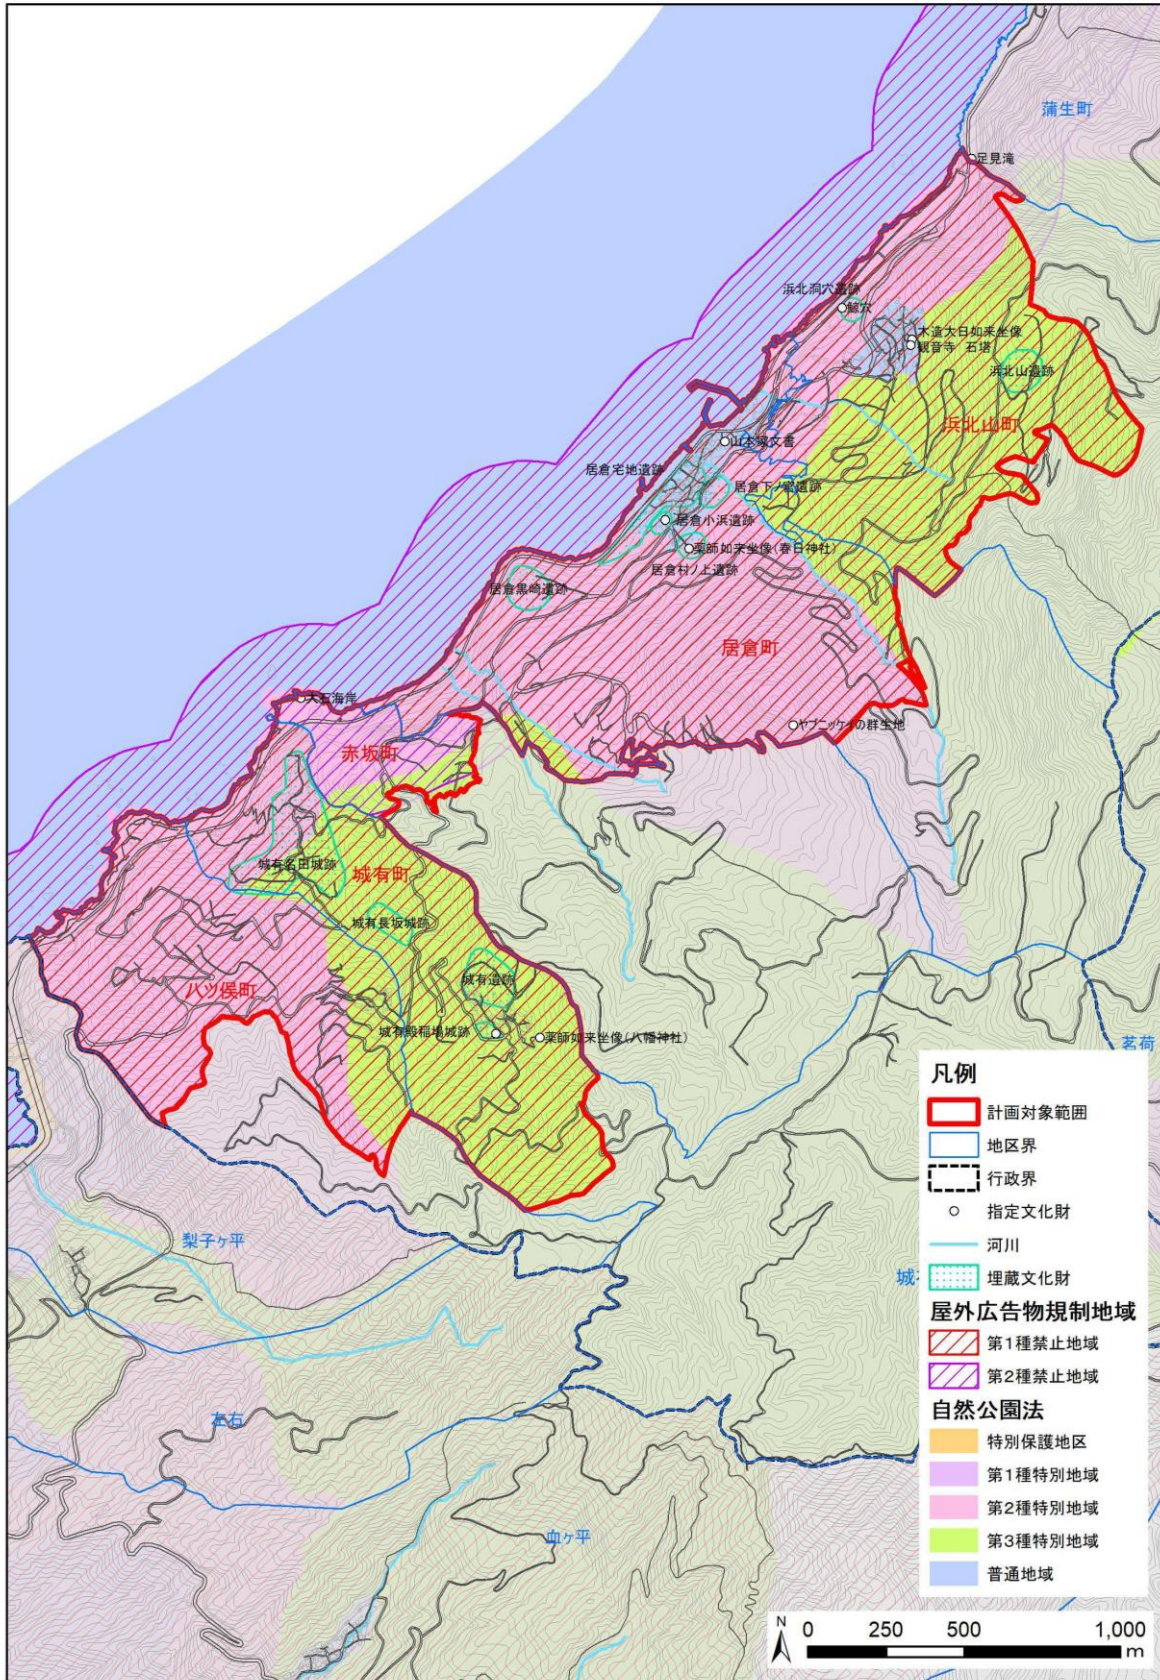 蒲生町
足見滝
浜北洞穴遺跡
鯨穴
木造大日如来坐像
観音寺 石塔
浜北山遺跡
浜北山町
山本家文書
居倉宅地遺跡
居倉下ノ宮遺跡
居倉小浜遺跡
薬師如来坐像(春日神社)
居倉村ノ上遺跡
居倉黒崎遺跡
居倉町
大石海岸
ヤブニッケイの群生地
赤坂町
城有名田城跡
城有町
城有長坂城跡
城有遺跡
八ツ俣町
城有殿稲場城跡
薬師如来坐像(八幡神社)
茗荷
梨子ヶ平
左右
血ヶ平
凡例
計画対象範囲
地区界
行政界
指定文化財
河川
埋蔵文化財
屋外広告物規制地域
第1種禁止地域
第2種禁止地域
自然公園法
特別保護地区
第1種特別地域
第2種特別地域
第3種特別地域
普通地域
N 0 250 500 1,000
m